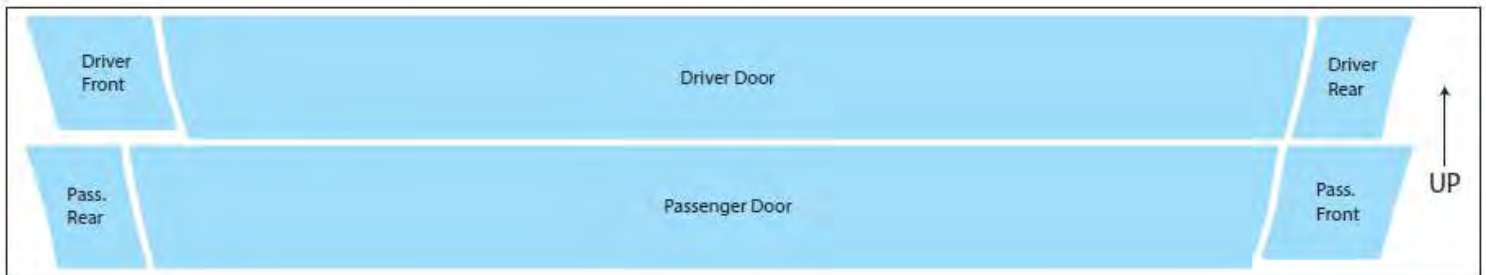 Driver
Front
Driver Door
Driver
Rear
Pass.
Rear
Passenger Door
Pass.
Front
UP